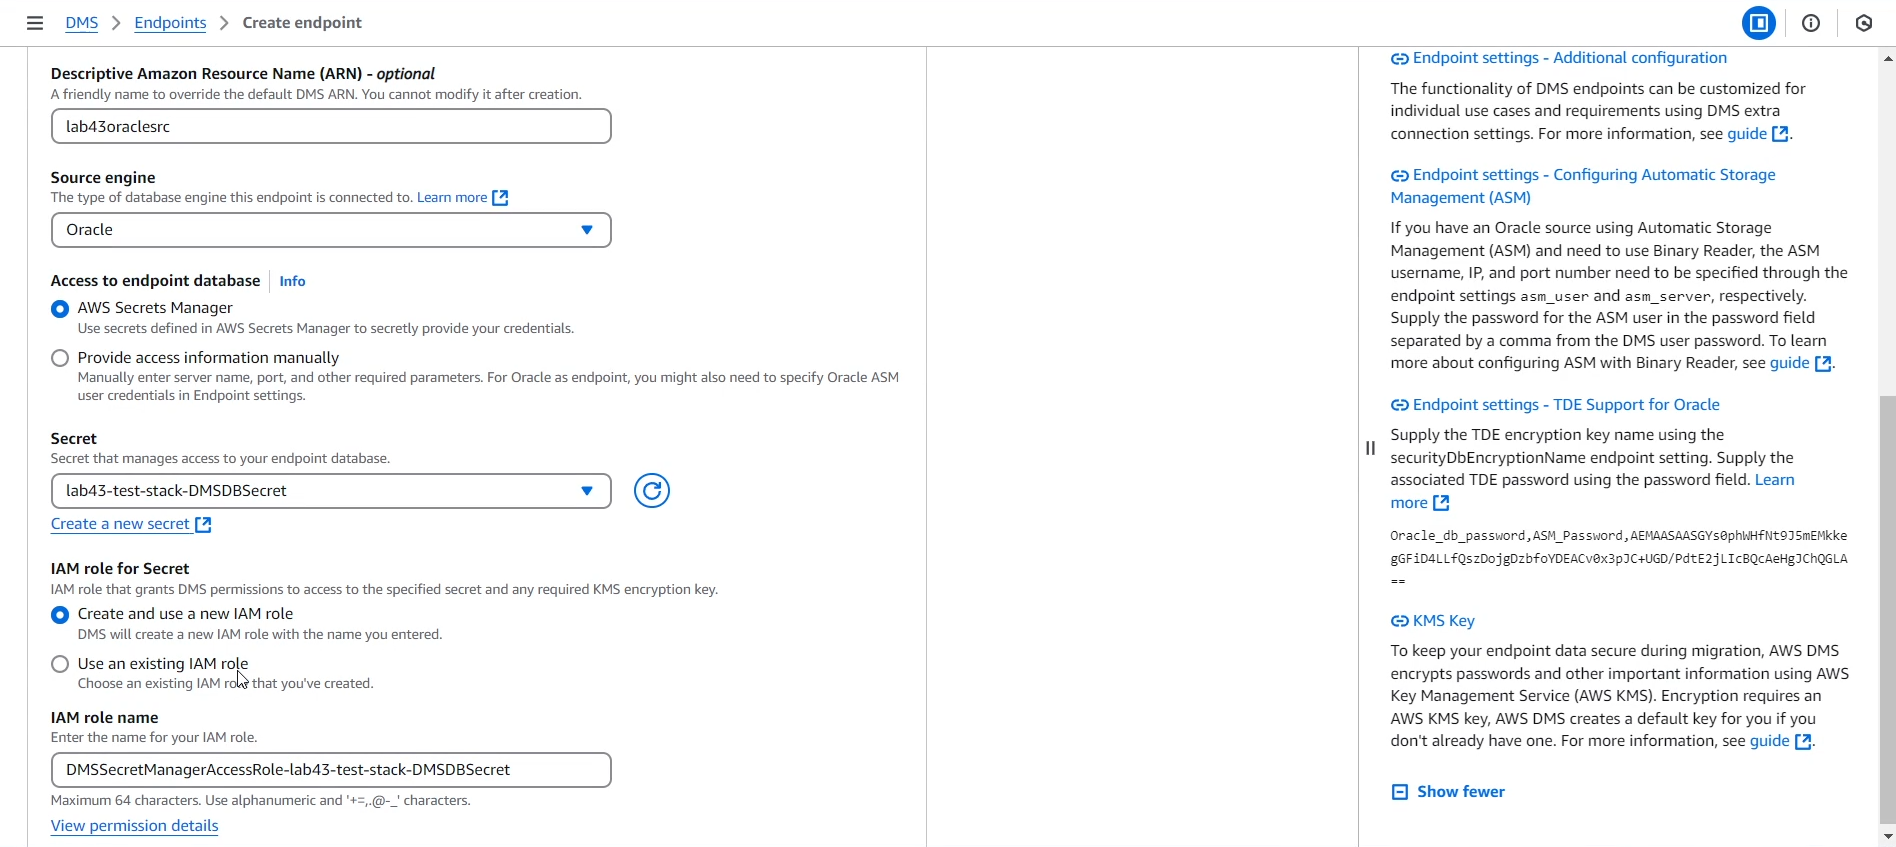 DMS > Endpoints > Create endpoint
Descriptive Amazon Resource Name (ARN) - optional
A friendly name to override the default DMS ARN. You cannot modify it after creation.
lab43oraclesrc
Source engine
The type of database engine this endpoint is connected to. Learn more
Oracle
Access to endpoint database | Info
AWS Secrets Manager
Use secrets defined in AWS Secrets Manager to secretly provide your credentials.
Provide access information manually
Manually enter server name, port, and other required parameters. For Oracle as endpoint, you might also need to specify Oracle ASM
user credentials in Endpoint settings.
Secret
Secret that manages access to your endpoint database.
lab43-test-stack-DMSDBSecret
Create a new secret
IAM role for Secret
IAM role that grants DMS permissions to access to the specified secret and any required KMS encryption key.
Create and use a new IAM role
DMS will create a new IAM role with the name you entered.
Use an existing IAM role
Choose an existing IAM role that you've created.
IAM role name
Enter the name for your IAM role.
DMSSecretManagerAccessRole-lab43-test-stack-DMSDBSecret
Maximum 64 characters. Use alphanumeric and '+=,.@-_' characters.
View permission details
Endpoint settings - Additional configuration
The functionality of DMS endpoints can be customized for
individual use cases and requirements using DMS extra
connection settings. For more information, see guide.
Endpoint settings - Configuring Automatic Storage
Management (ASM)
If you have an Oracle source using Automatic Storage
Management (ASM) and need to use Binary Reader, the ASM
username, IP, and port number need to be specified through the
endpoint settings asm_user and asm_server, respectively.
Supply the password for the ASM user in the password field
separated by a comma from the DMS user password. To learn
more about configuring ASM with Binary Reader, see guide.
Endpoint settings - TDE Support for Oracle
Supply the TDE encryption key name using the
securityDbEncryptionName endpoint setting. Supply the
associated TDE password using the password field. Learn
more
Oracle_db_password,ASM_Password,AEMAASAASGYs0phWHfNt9J5mEMkke
gGFiD4LLfQszDojgDzbfoYDEACv0x3pJC+UGD/PdtE2jLIcBQcAeHgJChQGLA
==
KMS Key
To keep your endpoint data secure during migration, AWS DMS
encrypts passwords and other important information using AWS
Key Management Service (AWS KMS). Encryption requires an
AWS KMS key, AWS DMS creates a default key for you if you
don't already have one. For more information, see guide.
Show fewer